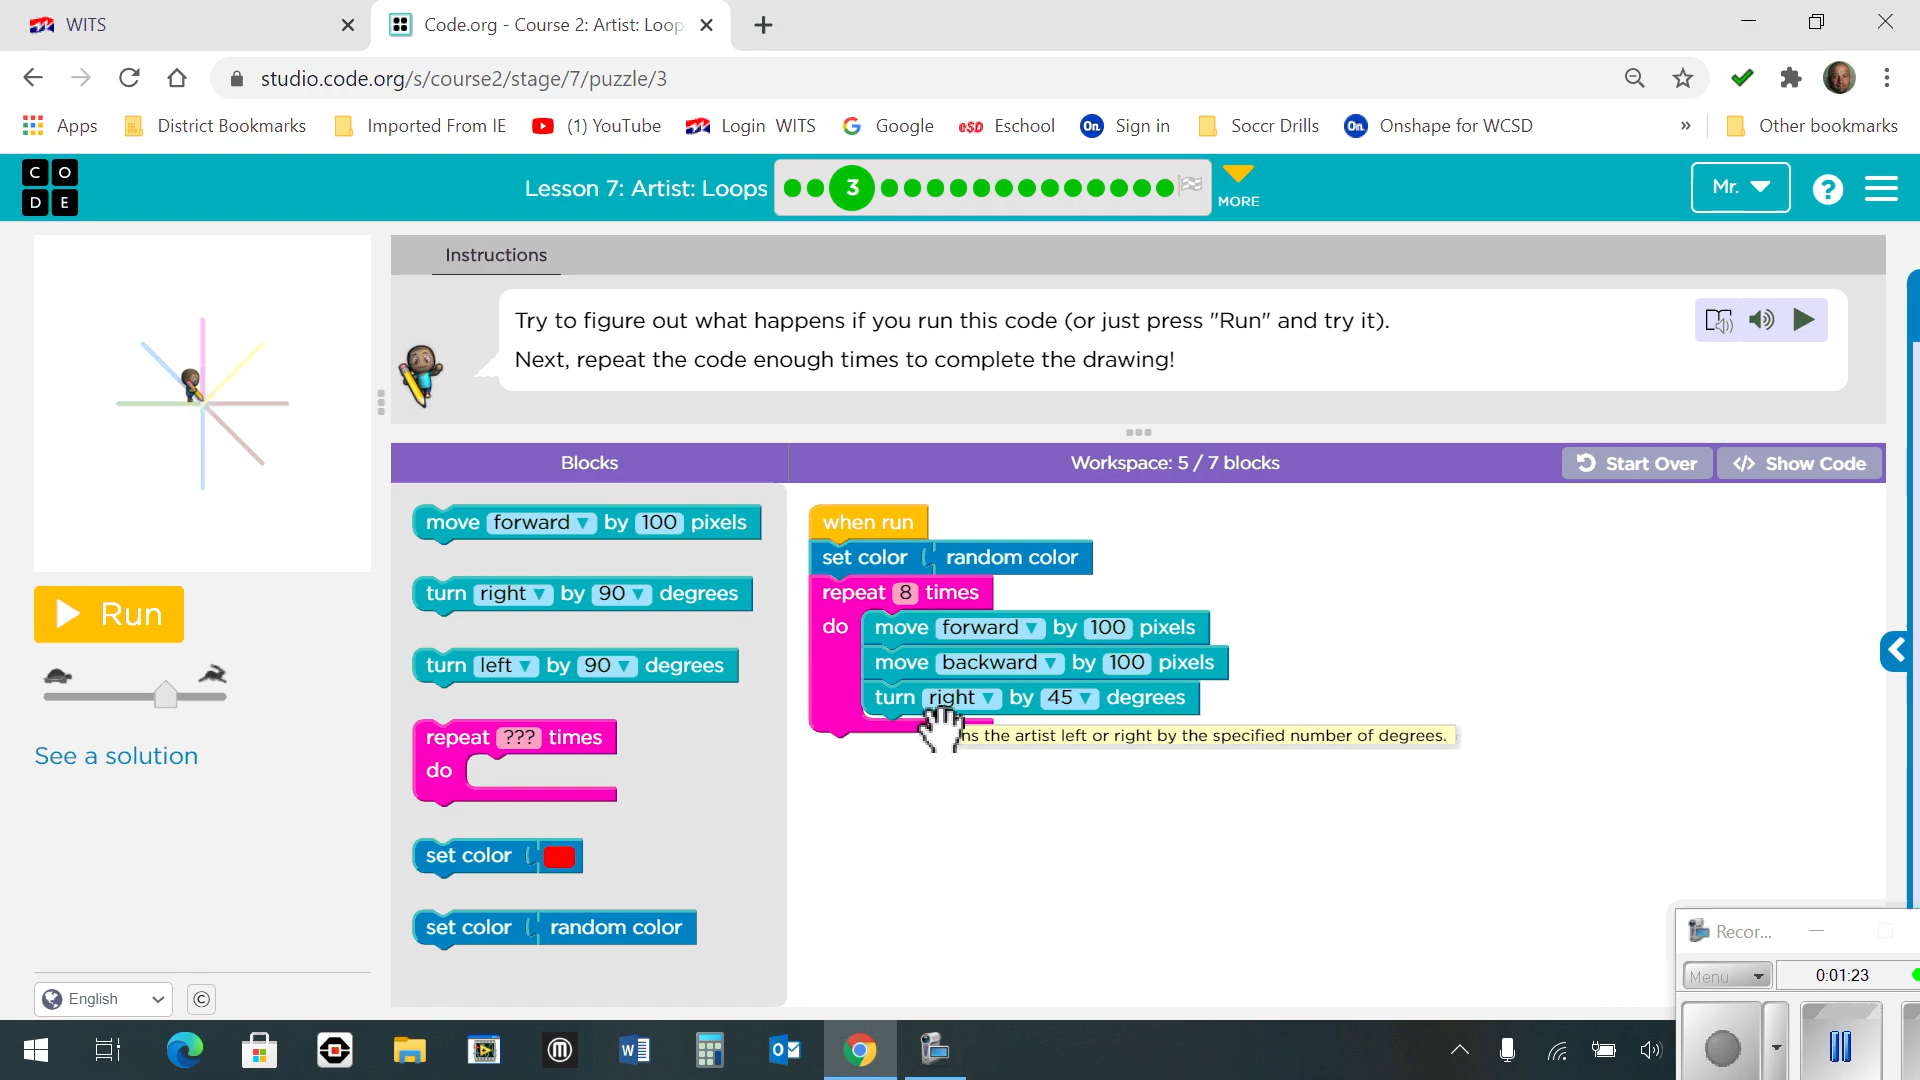 WITS
Code.org - Course 2: Artist: Loop
studio.code.org/s/course2/stage/7/puzzle/3
Apps
District Bookmarks
Imported From IE
(1) YouTube
Login WITS
G Google
eSD Eschool
On Sign in
Soccr Drills
On Onshape for WCSD
»
Other bookmarks
C O
D E
Lesson 7: Artist: Loops
3
MORE
Mr.
?
Instructions
Try to figure out what happens if you run this code (or just press "Run" and try it).
Next, repeat the code enough times to complete the drawing!
Blocks
Workspace: 5 / 7 blocks
Start Over
</> Show Code
move forward by 100 pixels
turn right by 90 degrees
turn left by 90 degrees
repeat ??? times
do
set color
set color random color
when run
set color random color
repeat 8 times
do
move forward by 100 pixels
move backward by 100 pixels
turn right by 45 degrees
ns the artist left or right by the specified number of degrees.
Run
See a solution
English
©
Recor...
Menu
0:01:23